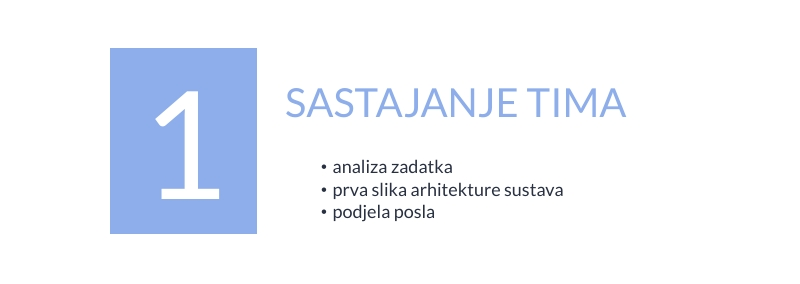 1
SASTAJANJE TIMA
• analiza zadatka
• prva slika arhitekture sustava
• podjela posla